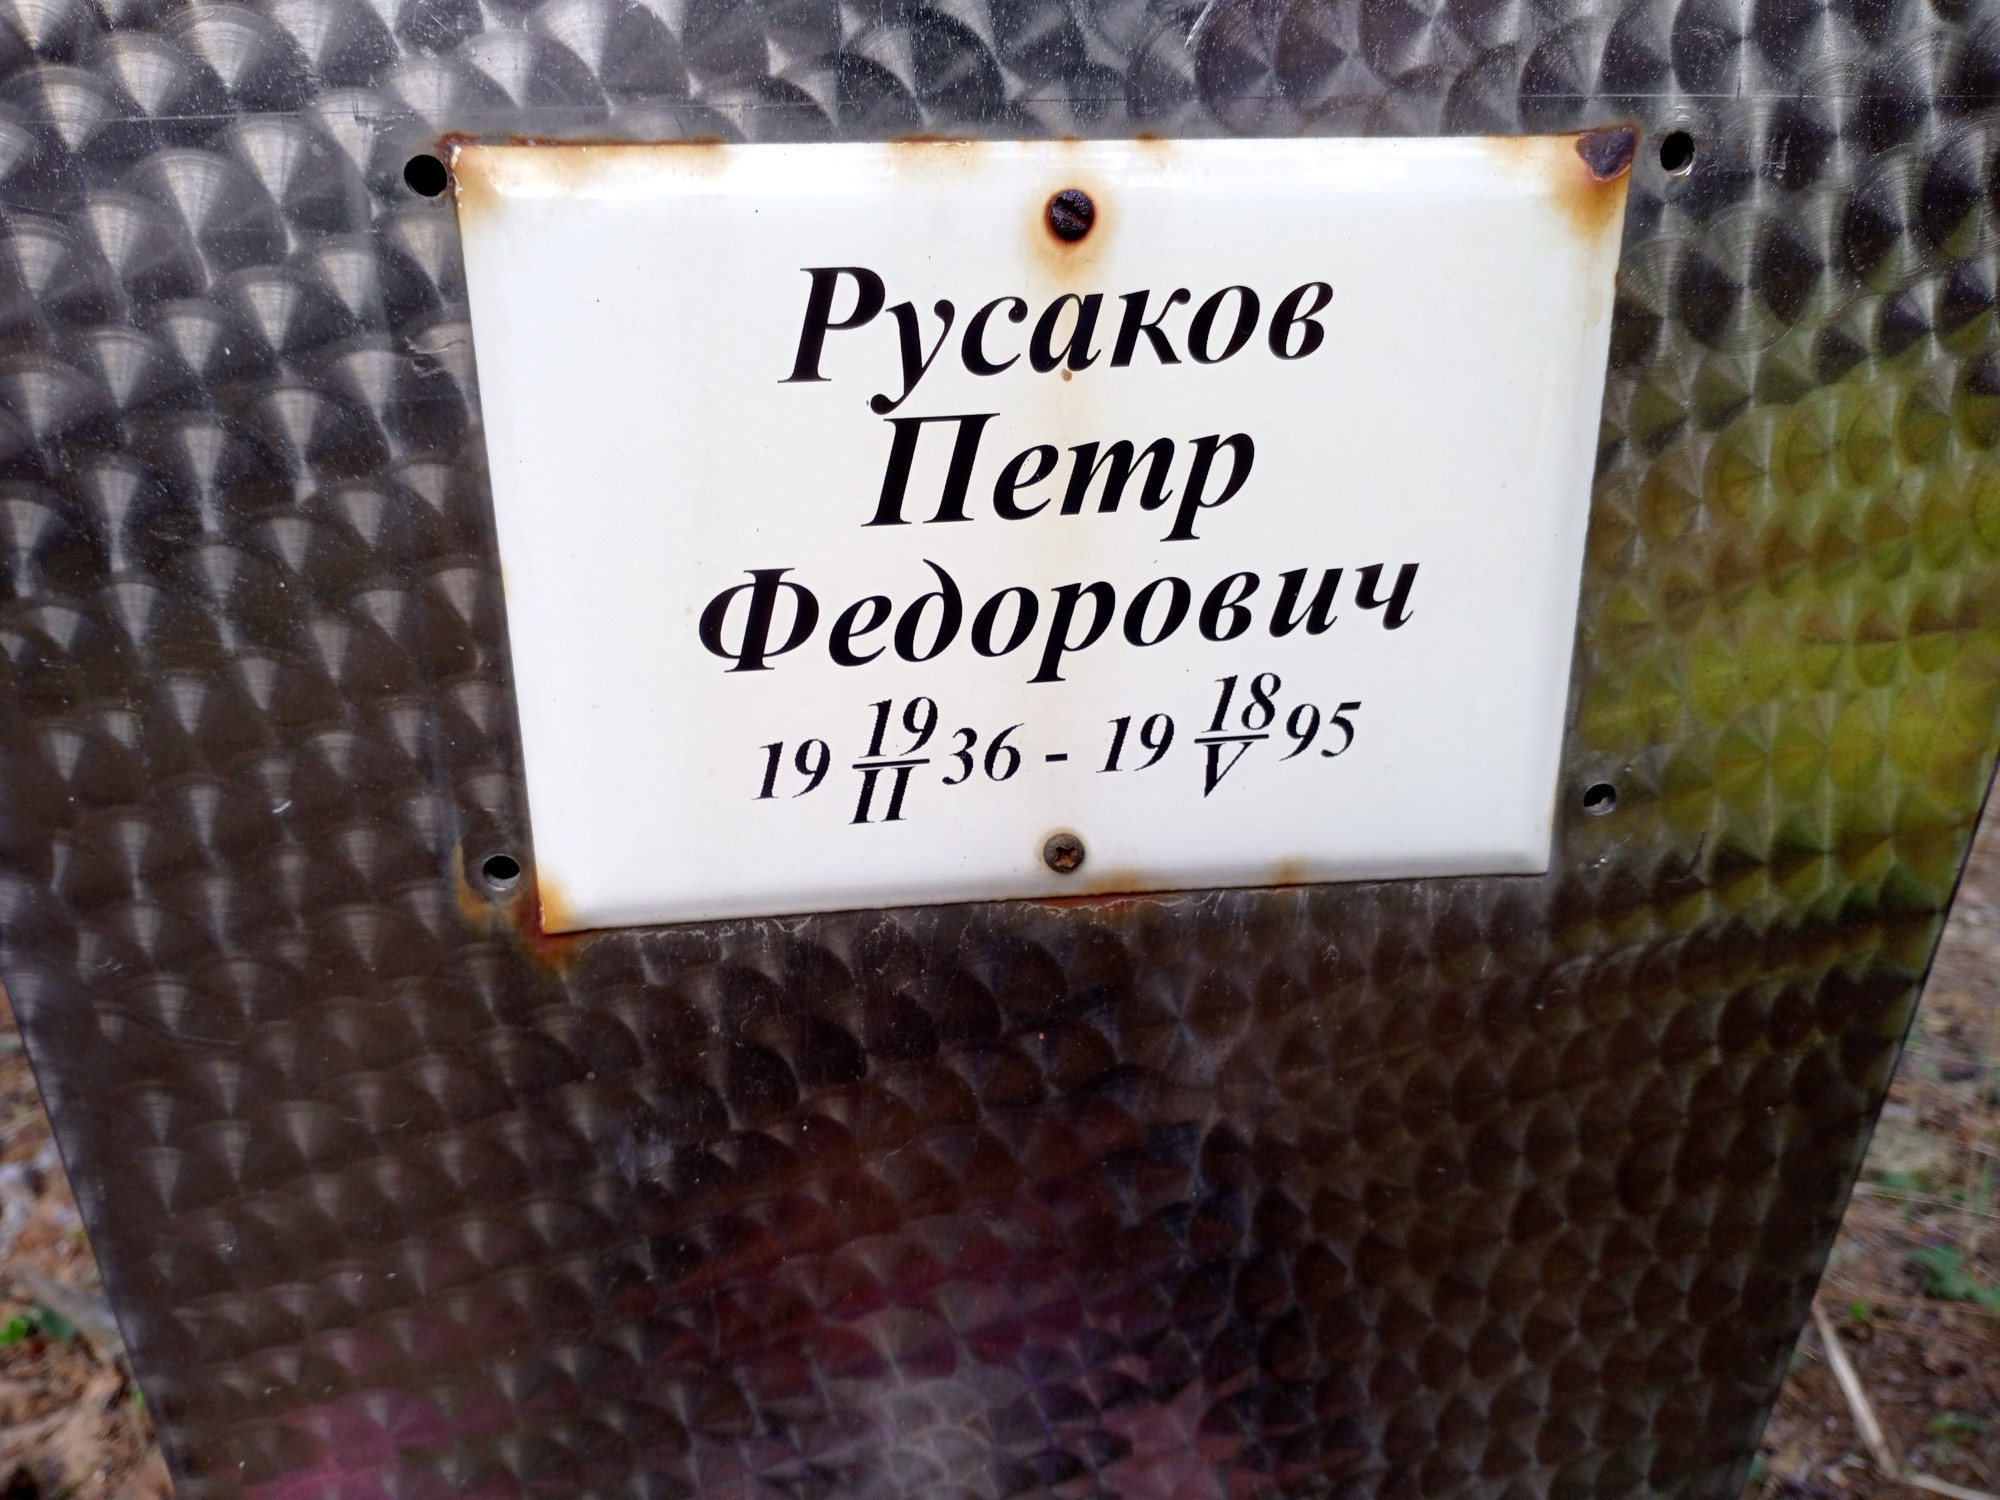 Русаков
Петр
Федорович
19 19/II 36 - 19 18/V 95